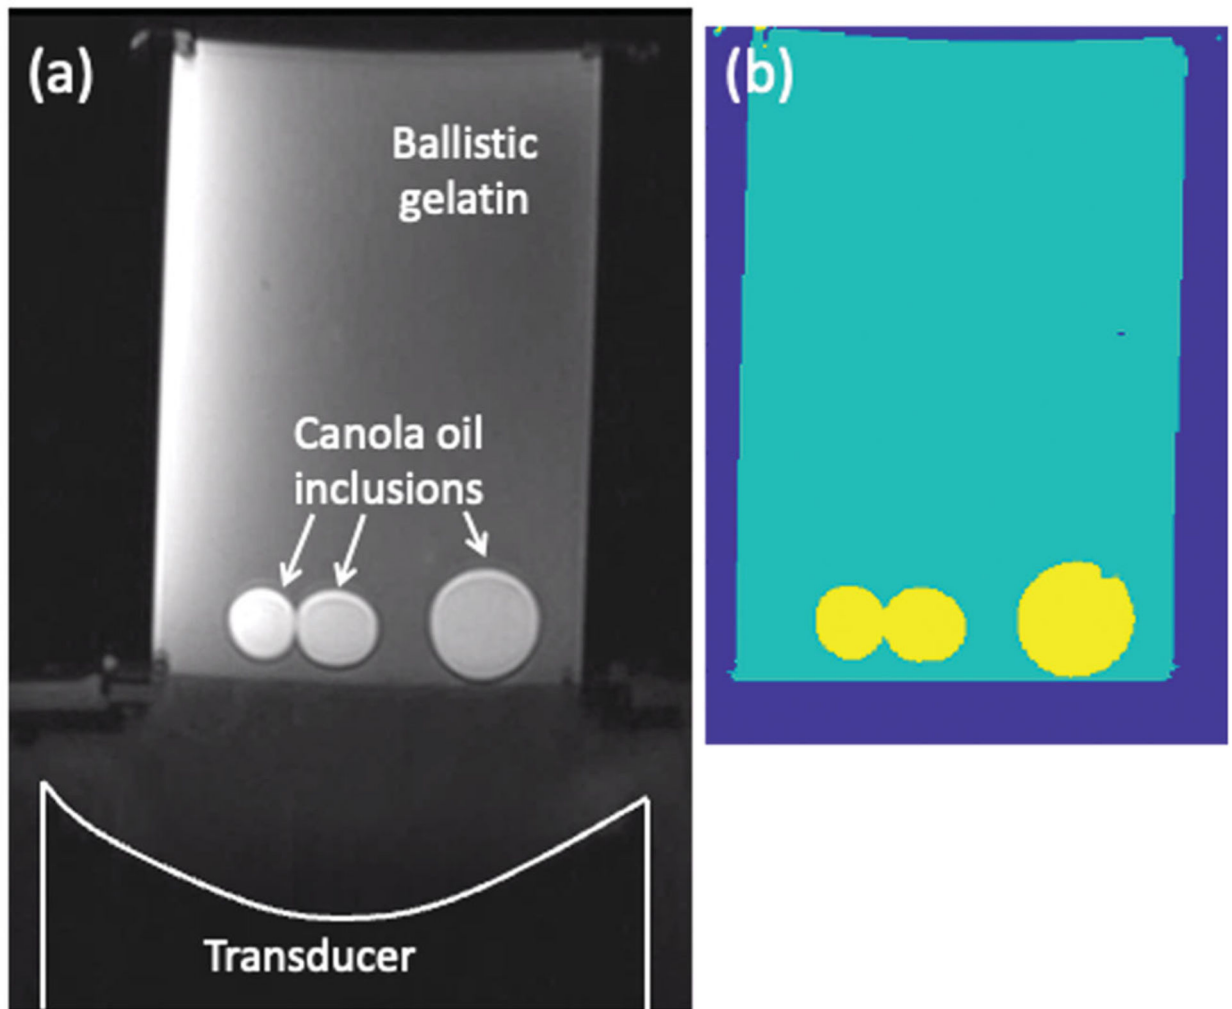 (a)
Ballistic
gelatin
Canola oil
inclusions
Transducer
(b)